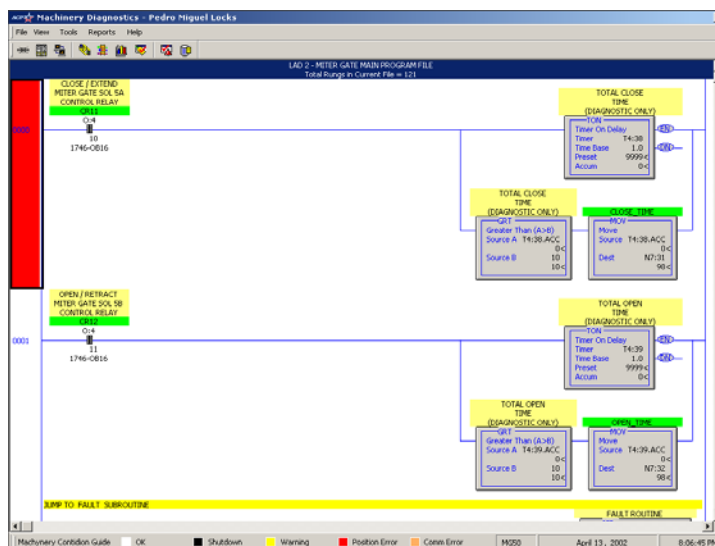 Machinery Diagnostics - Pedro Miguel Locks
File View Tools Reports Help
LAD 2 - MITER GATE MAIN PROGRAM FILE
Total Rungs in Current File = 121
CLOSE / EXTEND
MITER GATE SOL 5A
CONTROL RELAY
CR11
O:4
10
1746-OB16
0000
TOTAL CLOSE
TIME
(DIAGNOSTIC ONLY)
TON
Timer On Delay
Timer T4:38
Time Base 1.0
Preset 9999<
Accum 0<
EN
DN
TOTAL CLOSE
TIME
(DIAGNOSTIC ONLY)
GRT
Greater Than (A>B)
Source A T4:38.ACC
0<
Source B 10
10<
CLOSE_TIME
MOV
Move
Source T4:38.ACC
0<
Dest N7:31
98<
OPEN / RETRACT
MITER GATE SOL 5B
CONTROL RELAY
CR12
O:4
11
1746-OB16
0001
TOTAL OPEN
TIME
(DIAGNOSTIC ONLY)
TON
Timer On Delay
Timer T4:39
Time Base 1.0
Preset 9999<
Accum 0<
EN
DN
TOTAL OPEN
TIME
(DIAGNOSTIC ONLY)
GRT
Greater Than (A>B)
Source A T4:39.ACC
0<
Source B 10
10<
OPEN_TIME
MOV
Move
Source T4:39.ACC
0<
Dest N7:32
98<
JUMP TO FAULT SUBROUTINE
FAULT ROUTINE
Machynery Contidion Guide OK Shutdown Warning Position Error Comm Error MG50 April 13, 2002 8:06:45 PM